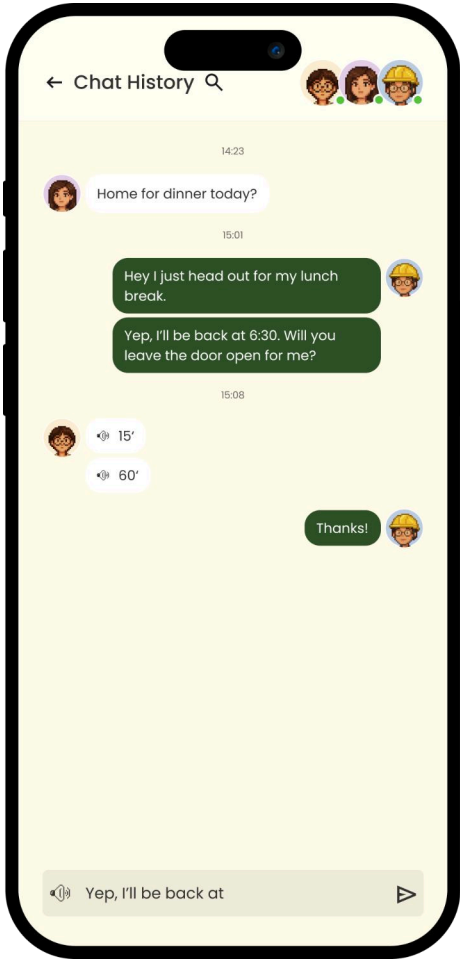 Chat History
14:23
Home for dinner today?
15:01
Hey I just head out for my lunch
break.
Yep, I’ll be back at 6:30. Will you
leave the door open for me?
15:08
15’
60’
Thanks!
Yep, I’ll be back at